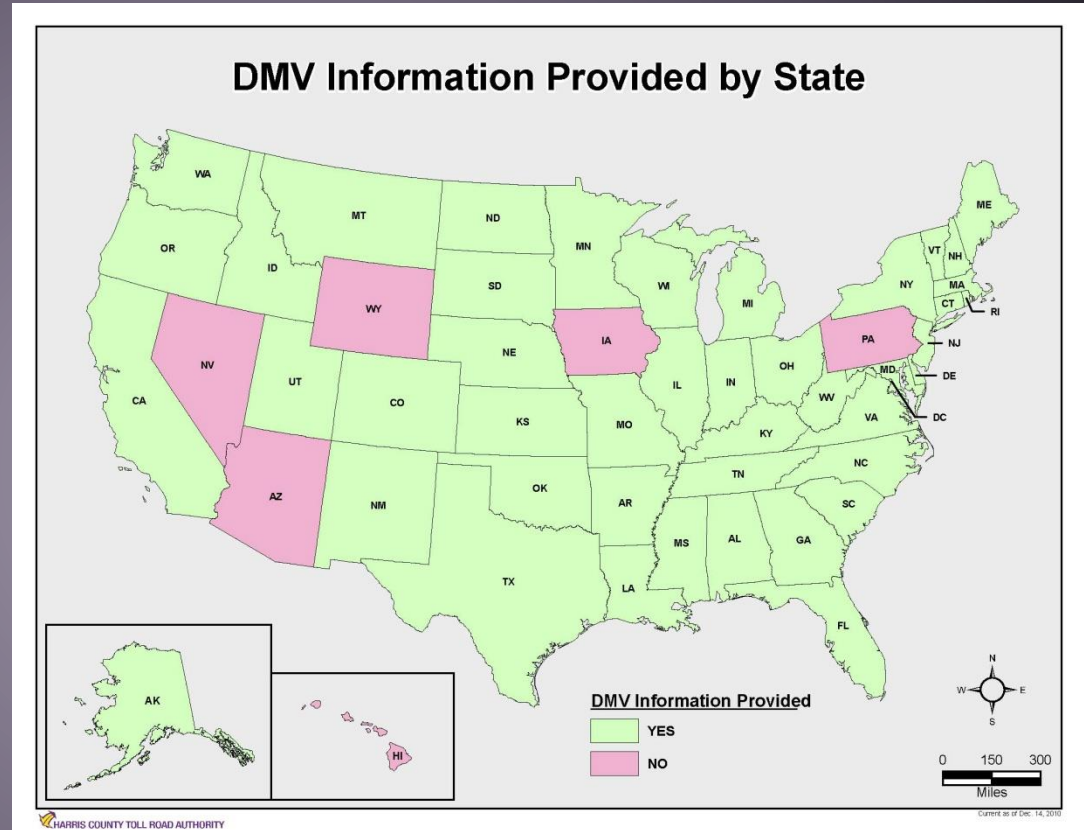 DMV Information Provided by State
WA
MT
ND
MN
ME
OR
ID
SD
WI
MI
VT
NH
NY
MA
CT
RI
WY
NE
IA
PA
NJ
NV
UT
CO
IL
IN
OH
MD
DE
CA
KS
MO
WV
VA
DC
KY
AZ
NM
OK
AR
TN
NC
SC
TX
MS
AL
GA
LA
FL
AK
HI
DMV Information Provided
YES
NO
N
W E
S
0 150 300
Miles
HARRIS COUNTY TOLL ROAD AUTHORITY
Current as of Dec. 14, 2010